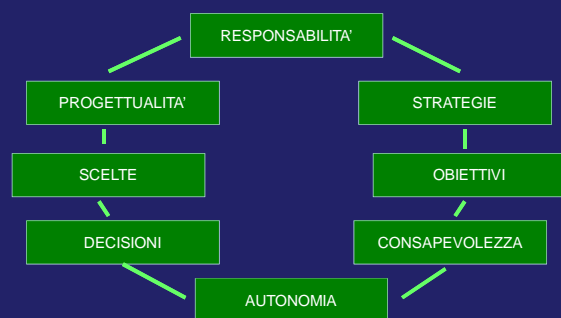 RESPONSABILITA'
PROGETTUALITA'
STRATEGIE
SCELTE
OBIETTIVI
DECISIONI
CONSAPEVOLEZZA
AUTONOMIA